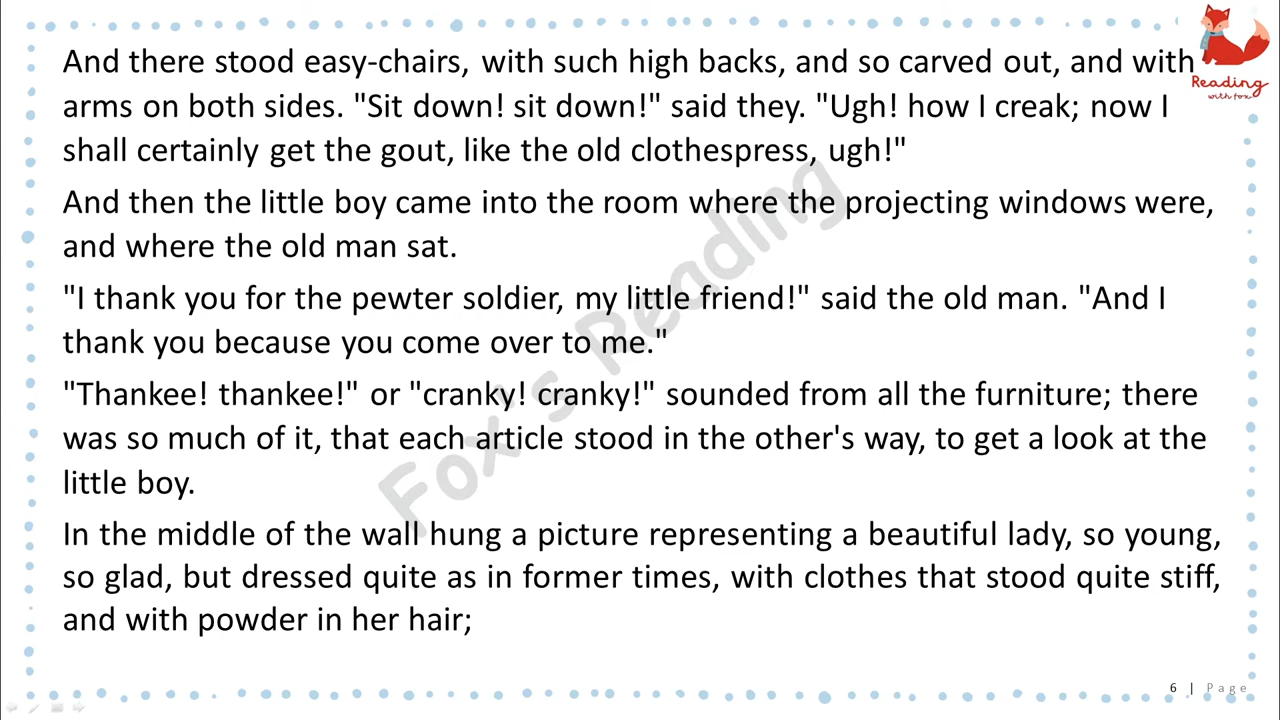 And there stood easy-chairs, with such high backs, and so carved out, and with
arms on both sides. "Sit down! sit down!" said they. "Ugh! how I creak; now I
shall certainly get the gout, like the old clothespress, ugh!"
And then the little boy came into the room where the projecting windows were,
and where the old man sat.
"I thank you for the pewter soldier, my little friend!" said the old man. "And I
thank you because you come over to me."
"Thankee! thankee!" or "cranky! cranky!" sounded from all the furniture; there
was so much of it, that each article stood in the other's way, to get a look at the
little boy.
In the middle of the wall hung a picture representing a beautiful lady, so young,
so glad, but dressed quite as in former times, with clothes that stood quite stiff,
and with powder in her hair;
Reading
with fox
Fox's Reading
6 | Page